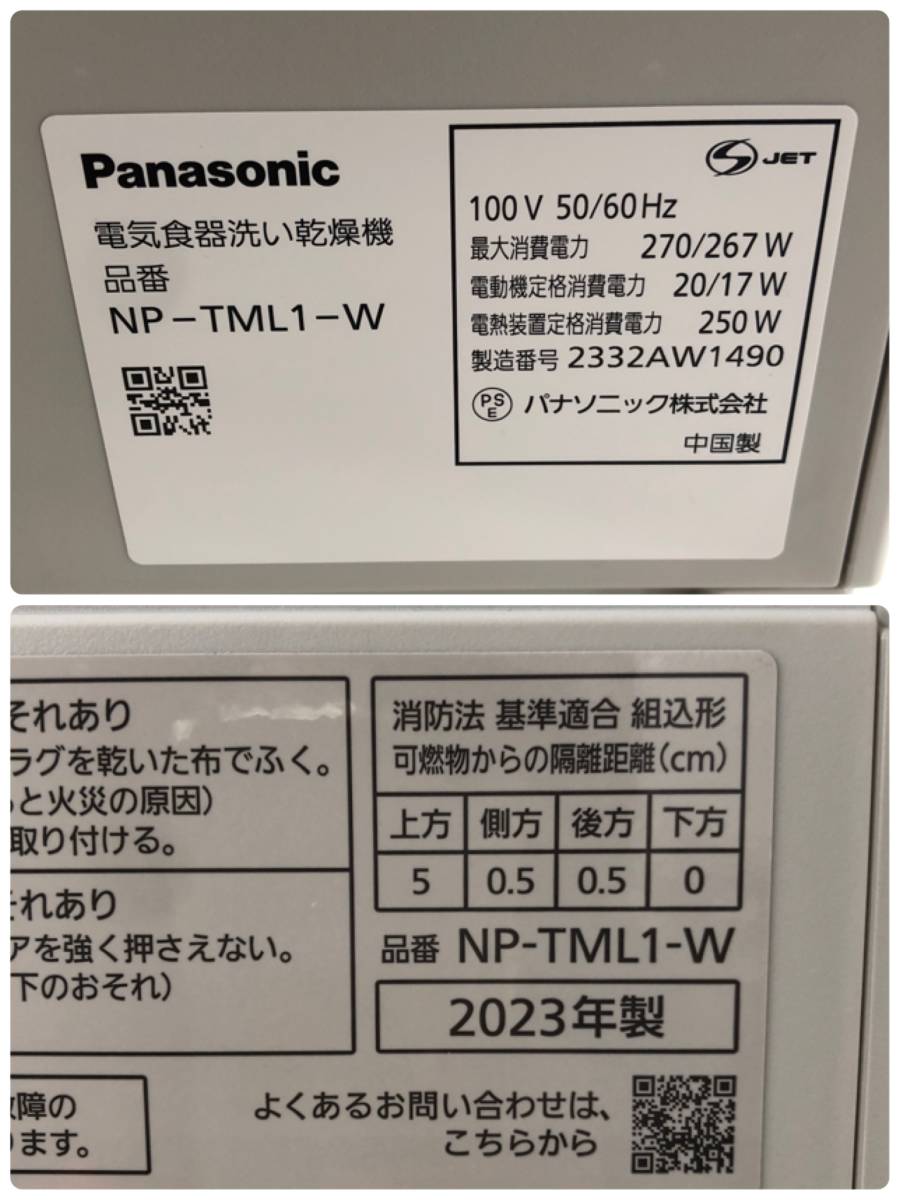 Panasonic
電気食器洗い乾燥機
品番
NP-TML1-W
JET
100V 50/60Hz
最大消費電力 270/267W
電動機定格消費電力 20/17W
電熱装置定格消費電力 250W
製造番号 2332AW1490
PSE パナソニック株式会社
中国製
それあり
ラグを乾いた布でふく。
と火災の原因)
取り付ける。
それあり
アを強く押さえない。
下のおそれ)
障の
ます。
消防法 基準適合 組込形
可燃物からの隔離距離(cm)
上方 側方 後方 下方
5 0.5 0.5 0
品番 NP-TML1-W
2023年製
よくあるお問い合わせは、
こちらから